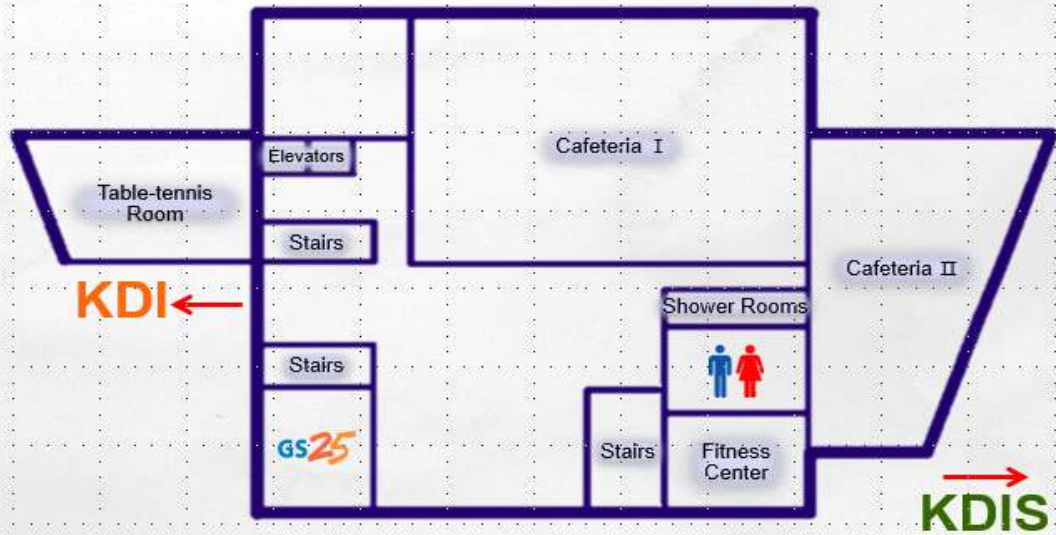 Cafeteria Ⅰ
Elevators
Table-tennis
Room
Stairs
Cafeteria Ⅱ
KDI
Shower Rooms
Stairs
GS25
Stairs
Fitness
Center
KDIS